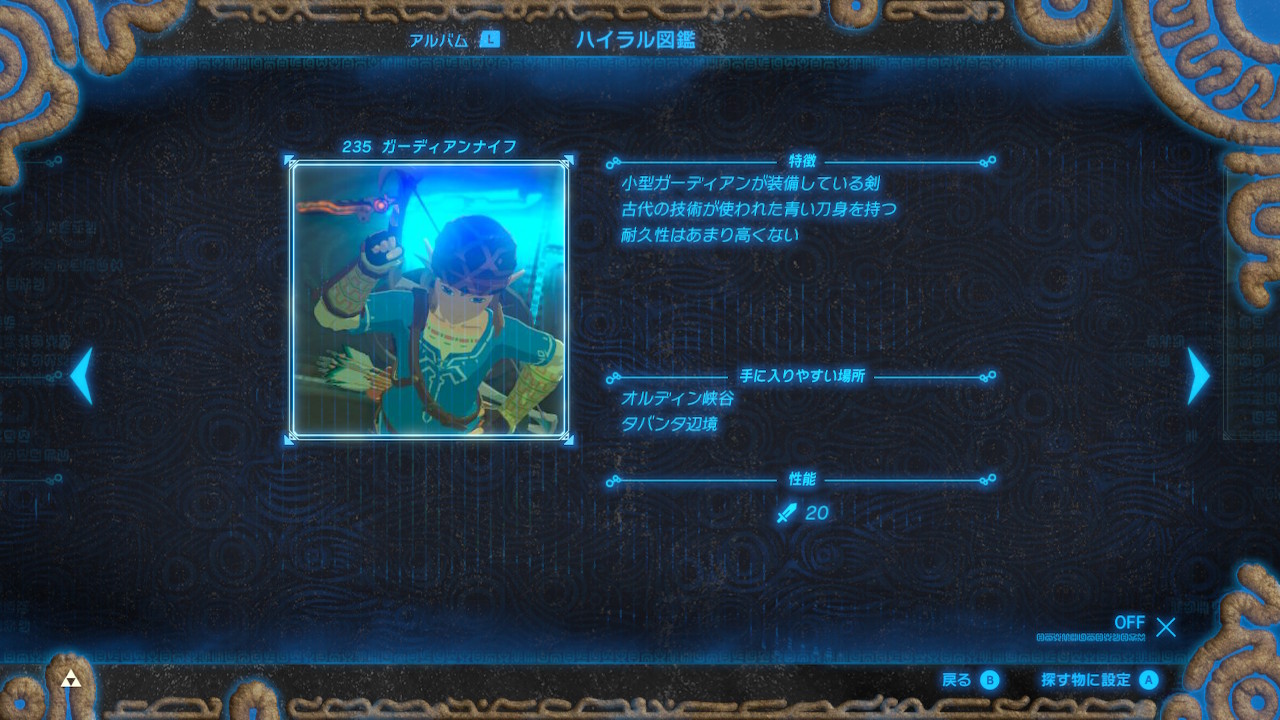 アルバム L
ハイラル図鑑
235 ガーディアンナイフ
特徴
小型ガーディアンが装備している剣
古代の技術が使われた青い刀身を持つ
耐久性はあまり高くない
手に入りやすい場所
オルディン峡谷
タバンタ辺境
性能
20
OFF
戻る B
探す物に設定 A